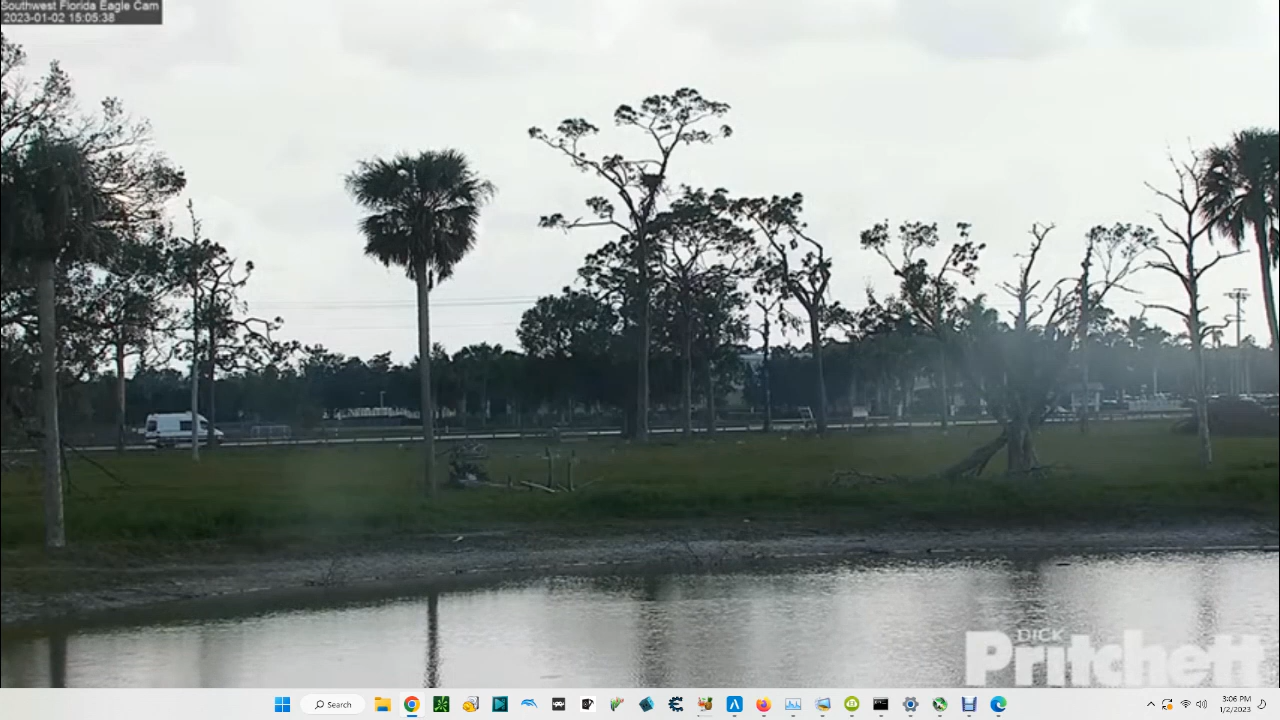 Southwest Florida Eagle Cam
2023-01-02 15:05:38
DICK
Pritchett
Search
3:06 PM
1/2/2023